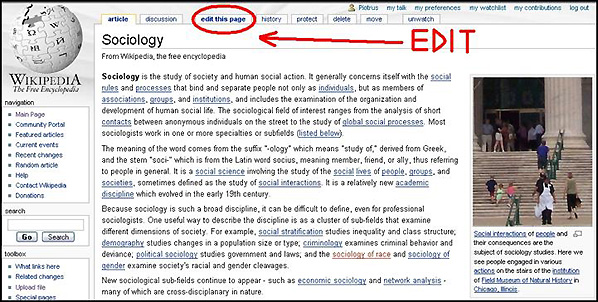 Piotrus my talk my preferences my watchlist my contributions log out
article discussion edit this page history protect delete move unwatch
EDIT
Sociology
From Wikipedia, the free encyclopedia
WIKIPEDIA
The Free Encyclopedia
navigation
Main Page
Community Portal
Featured articles
Current events
Recent changes
Random article
Help
Contact Wikipedia
Donations
search
Go Search
toolbox
What links here
Related changes
Upload file
Special pages
Sociology is the study of society and human social action. It generally concerns itself with the social
rules and processes that bind and separate people not only as individuals, but as members of
associations, groups, and institutions, and includes the examination of the organization and
development of human social life. The sociological field of interest ranges from the analysis of short
contacts between anonymous individuals on the street to the study of global social processes. Most
sociologists work in one or more specialties or subfields (listed below).
The meaning of the word comes from the suffix "-ology" which means "study of," derived from Greek,
and the stem "soci-" which is from the Latin word socius, meaning member, friend, or ally, thus referring
to people in general. It is a social science involving the study of the social lives of people, groups, and
societies, sometimes defined as the study of social interactions. It is a relatively new academic
discipline which evolved in the early 19th century.
Because sociology is such a broad discipline, it can be difficult to define, even for professional
sociologists. One useful way to describe the discipline is as a cluster of sub-fields that examine
different dimensions of society. For example, social stratification studies inequality and class structure;
demography studies changes in a population size or type; criminology examines criminal behavior and
deviance; political sociology studies government and laws; and the sociology of race and sociology of
gender examine society's racial and gender cleavages.
New sociological sub-fields continue to appear - such as economic sociology and network analysis -
many of which are cross-disciplinary in nature.
Social interactions of people and
their consequences are the
subject of sociology studies. Here we
see people engaged in various
actions on the stairs of the institution
of Field Museum of Natural History in
Chicago, Illinois.